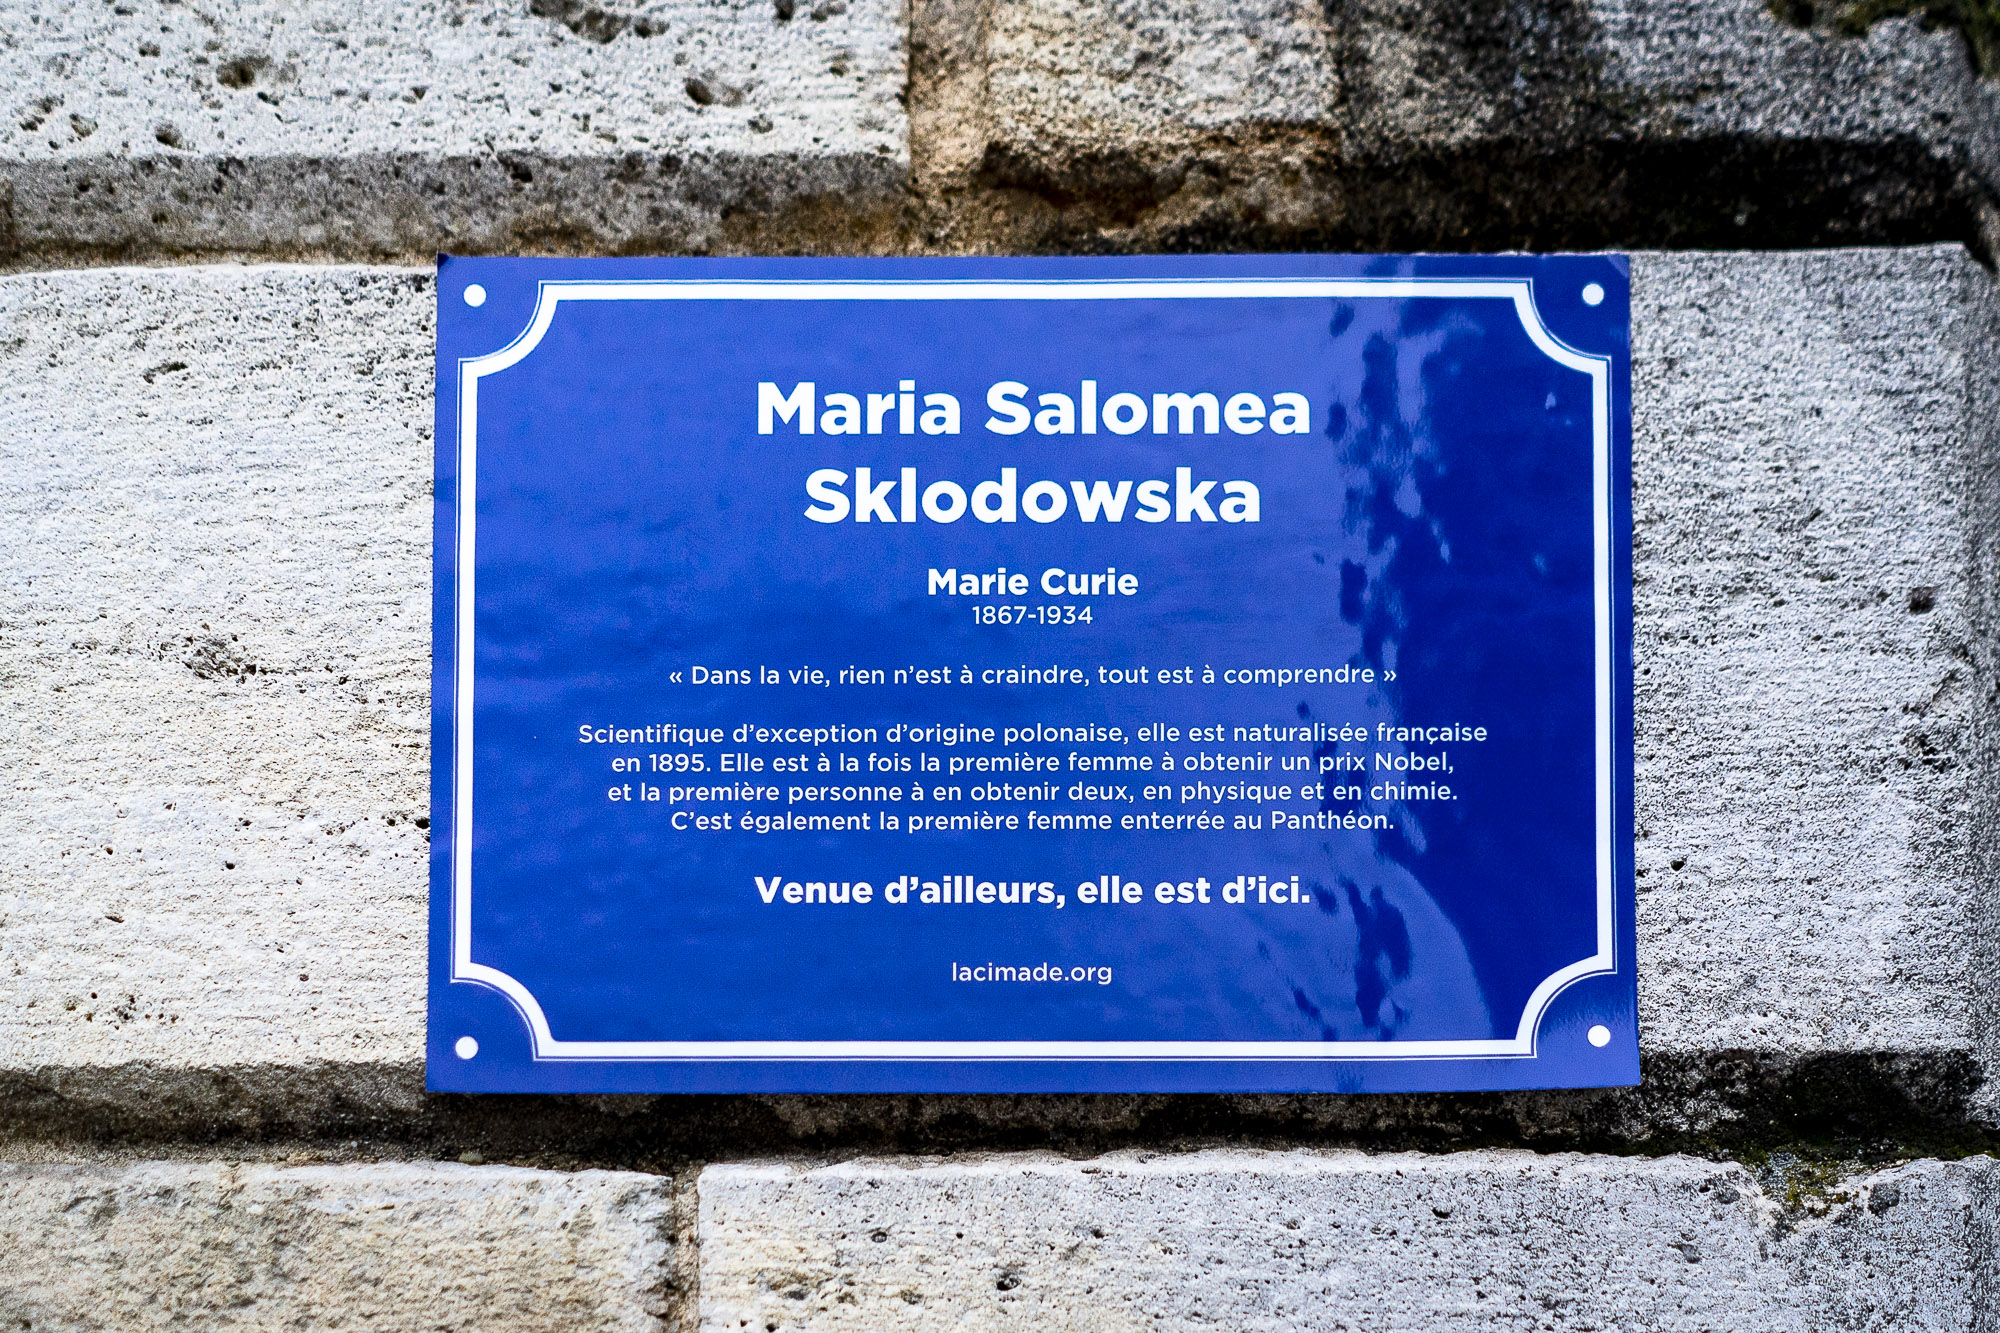 Maria Salomea
Sklodowska
Marie Curie
1867-1934
« Dans la vie, rien n’est à craindre, tout est à comprendre »
Scientifique d’exception d’origine polonaise, elle est naturalisée française
en 1895. Elle est à la fois la première femme à obtenir un prix Nobel,
et la première personne à en obtenir deux, en physique et en chimie.
C’est également la première femme enterrée au Panthéon.
Venue d’ailleurs, elle est d’ici.
lacimade.org